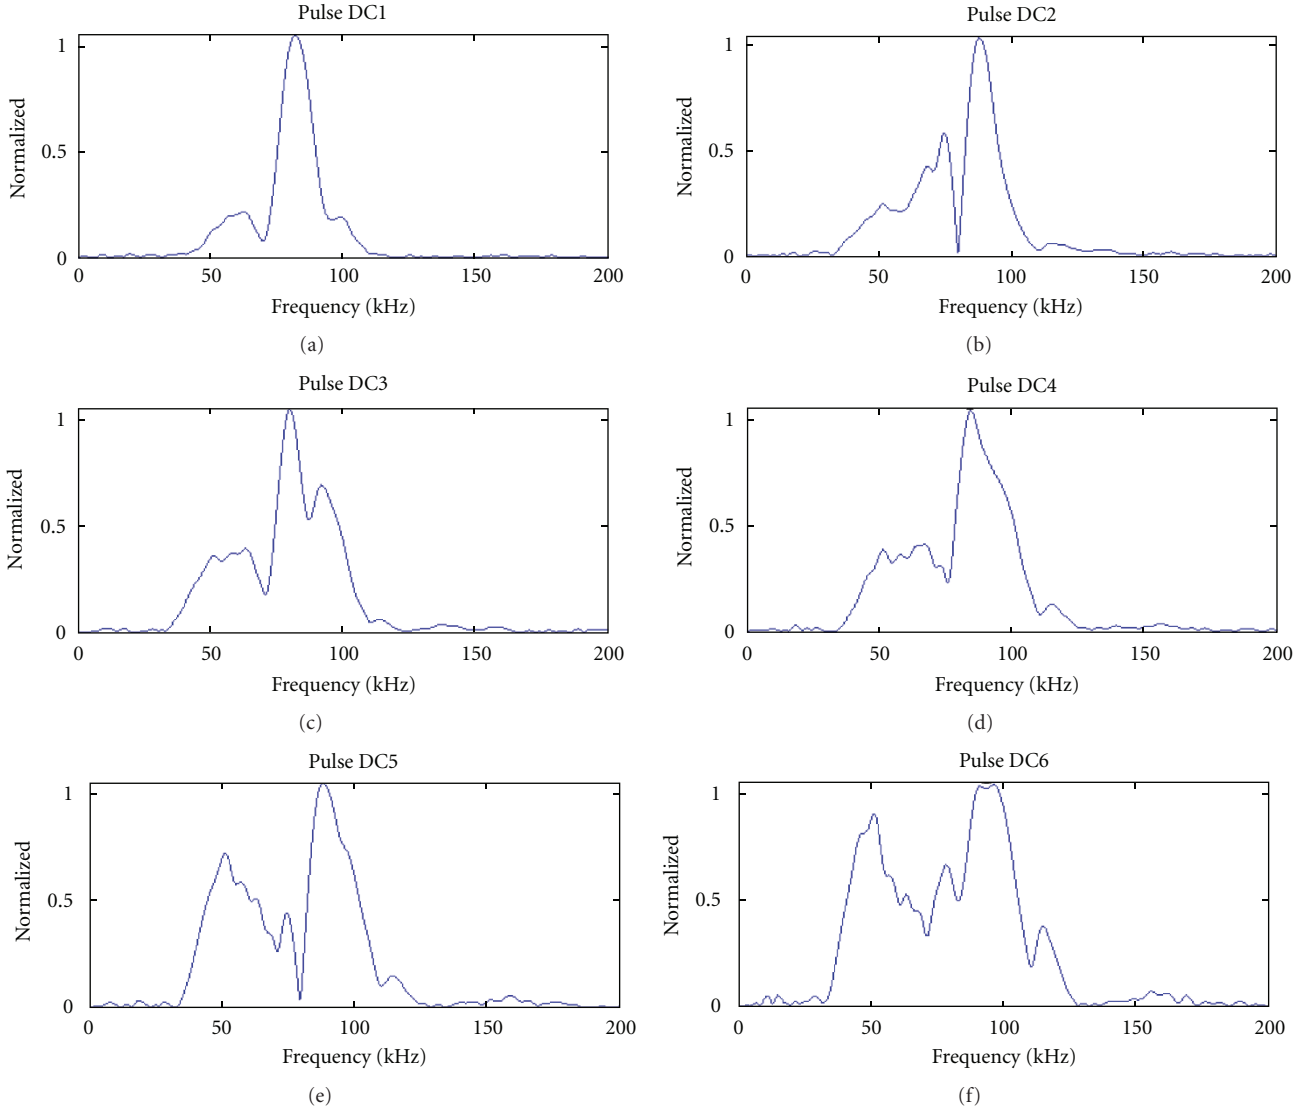 Pulse DC1
Normalized
1
0.5
0
0 50 100 150 200
Frequency (kHz)
(a)
Pulse DC2
Normalized
1
0.5
0
0 50 100 150 200
Frequency (kHz)
(b)
Pulse DC3
Normalized
1
0.5
0
0 50 100 150 200
Frequency (kHz)
(c)
Pulse DC4
Normalized
1
0.5
0
0 50 100 150 200
Frequency (kHz)
(d)
Pulse DC5
Normalized
1
0.5
0
0 50 100 150 200
Frequency (kHz)
(e)
Pulse DC6
Normalized
1
0.5
0
0 50 100 150 200
Frequency (kHz)
(f)